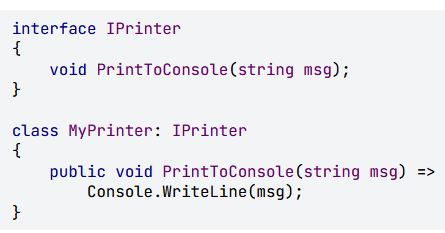 interface IPrinter
{
    void PrintToConsole(string msg);
}

class MyPrinter: IPrinter
{
    public void PrintToConsole(string msg) =>
        Console.WriteLine(msg);
}